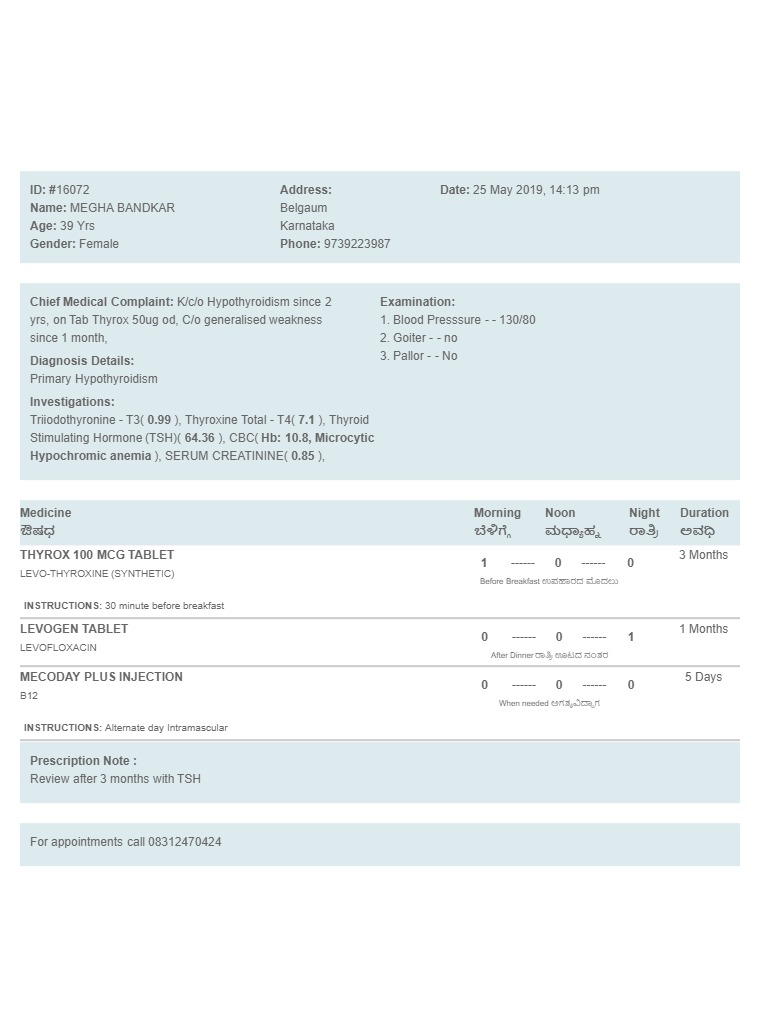 ID: #16072
Name: MEGHA BANDKAR
Age: 39 Yrs
Gender: Female
Address:
Belgaum
Karnataka
Phone: 9739223987
Date: 25 May 2019, 14:13 pm
Chief Medical Complaint: K/c/o Hypothyroidism since 2
yrs, on Tab Thyrox 50ug od, C/o generalised weakness
since 1 month,
Diagnosis Details:
Primary Hypothyroidism
Investigations:
Triiodothyronine - T3( 0.99 ), Thyroxine Total - T4( 7.1 ), Thyroid
Stimulating Hormone (TSH)( 64.36 ), CBC( Hb: 10.8, Microcytic
Hypochromic anemia ), SERUM CREATININE( 0.85 ),
Examination:
1. Blood Presssure - - 130/80
2. Goiter - - no
3. Pallor - - No
Medicine Morning Noon Night Duration
ಔಷಧ ಬೆಳಿಗ್ಗೆ ಮಧ್ಯಾಹ್ನ ರಾತ್ರಿ ಅವಧಿ
THYROX 100 MCG TABLET 1 ------ 0 ------ 0 3 Months
LEVO-THYROXINE (SYNTHETIC) Before Breakfast ಉಪಹಾರದ ಮೊದಲು
INSTRUCTIONS: 30 minute before breakfast
LEVOGEN TABLET 0 ------ 0 ------ 1 1 Months
LEVOFLOXACIN After Dinner ರಾತ್ರಿ ಊಟದ ನಂತರ
MECODAY PLUS INJECTION 0 ------ 0 ------ 0 5 Days
B12 When needed ಅಗತ್ಯವಿದ್ದಾಗ
INSTRUCTIONS: Alternate day Intramascular
Prescription Note :
Review after 3 months with TSH
For appointments call 08312470424